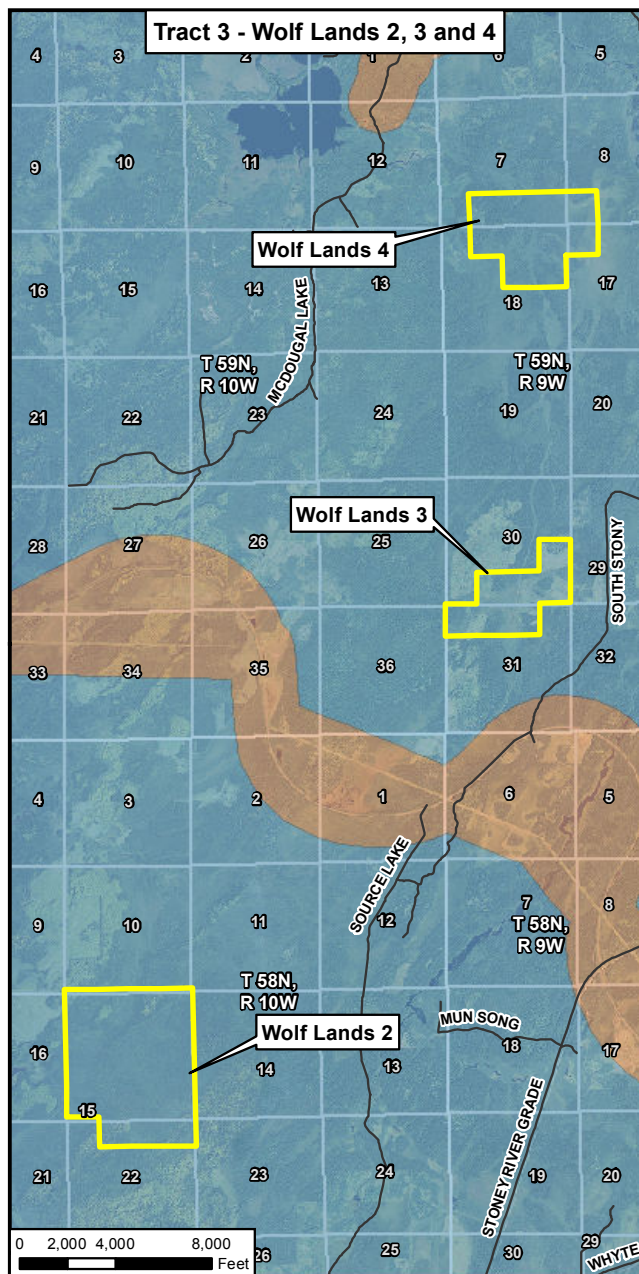 Tract 3 - Wolf Lands 2, 3 and 4
4 3 2 1 6 5
9 10 11 12 7 8
Wolf Lands 4
16 15 14 13 18 17
MCDOUGAL LAKE
T 59N,
R 10W
T 59N,
R 9W
21 22 23 24 19 20
Wolf Lands 3
28 27 26 25 30 29
SOUTH STONY
33 34 35 36 31 32
4 3 2 1 6 5
SOURCE LAKE
9 10 11 12 7 8
T 58N,
R 9W
T 58N,
R 10W
MUN SONG
Wolf Lands 2
16 15 14 13 18 17
STONEY RIVER GRADE
21 22 23 24 19 20
26 25 30 29
WHYTE
0 2,000 4,000 8,000
Feet